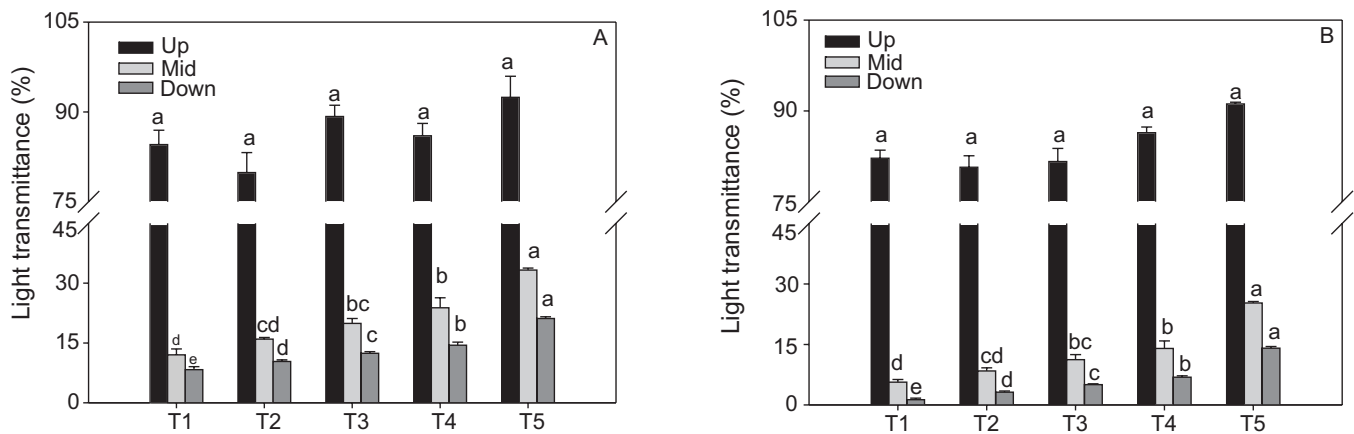 105
A
Up
Mid
Down
a
a
a
a
a
90
75
45
30
15
0
Light transmittance (%)
d
e
cd
d
bc
c
b
b
a
a
T1
T2
T3
T4
T5
105
B
Up
Mid
Down
a
a
a
a
a
90
75
45
30
15
0
Light transmittance (%)
d
e
cd
d
bc
c
b
b
a
a
T1
T2
T3
T4
T5